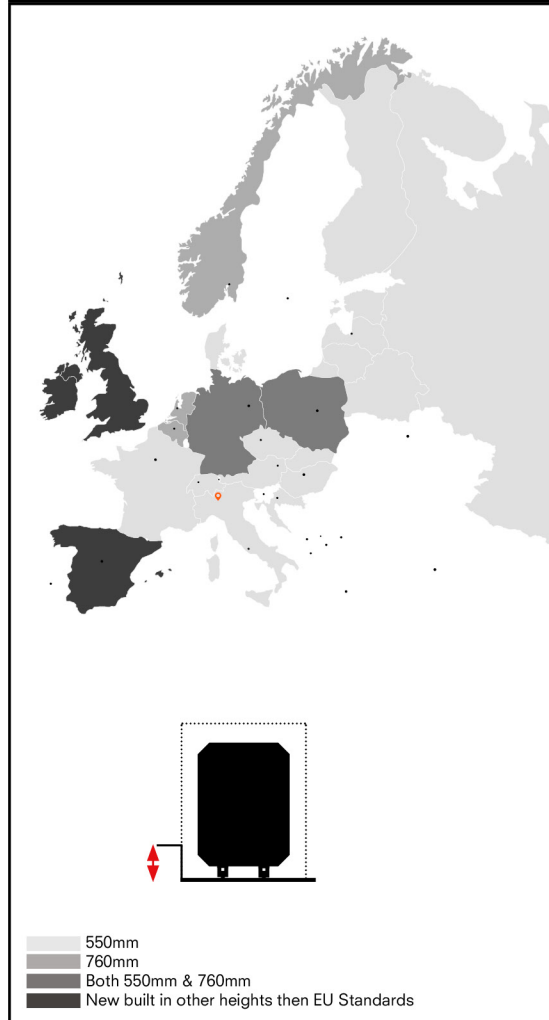 550mm
760mm
Both 550mm & 760mm
New built in other heights then EU Standards